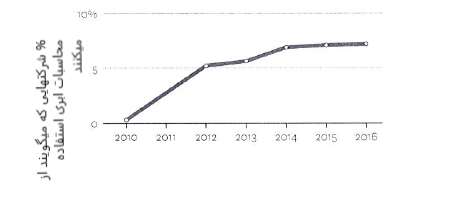 % شرکتهایی که میگویند از
محاسبات ابری استفاده
میکنند
10%
5
0
2010 2011 2012 2013 2014 2015 2016